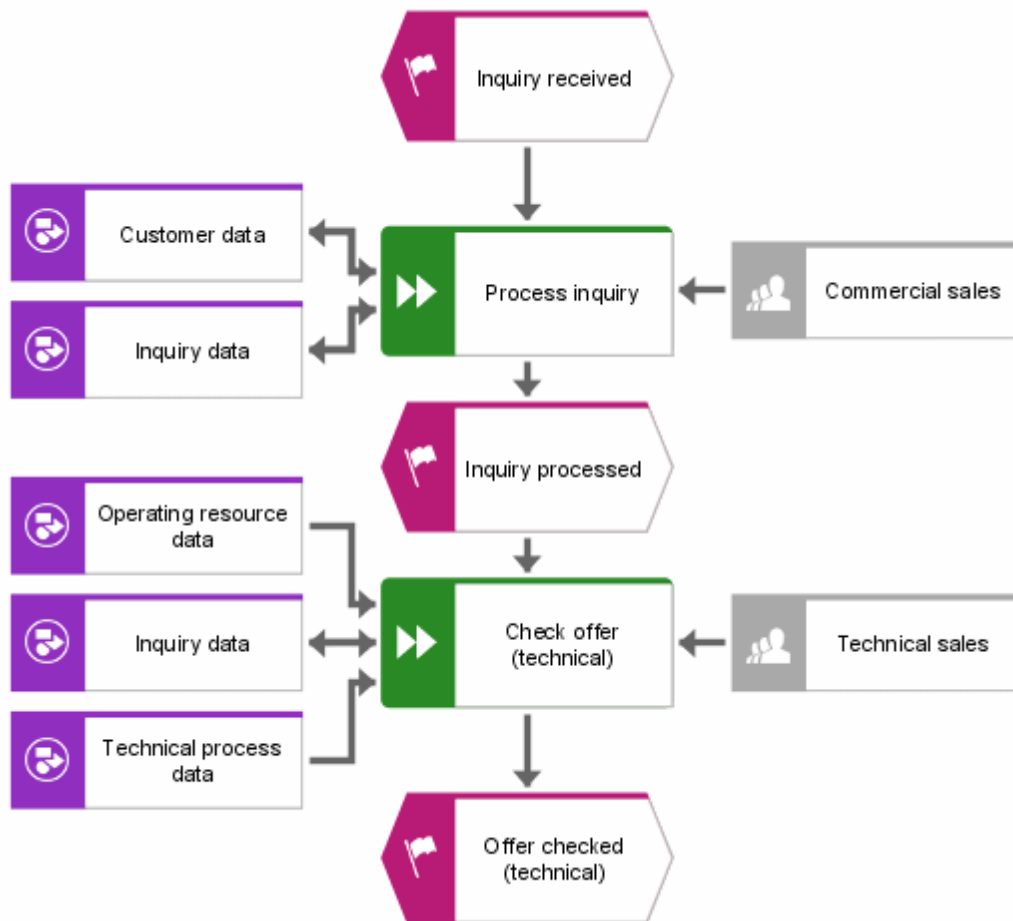 Inquiry received
Customer data
Process inquiry
Commercial sales
Inquiry data
Inquiry processed
Operating resource
data
Inquiry data
Check offer
(technical)
Technical sales
Technical process
data
Offer checked
(technical)